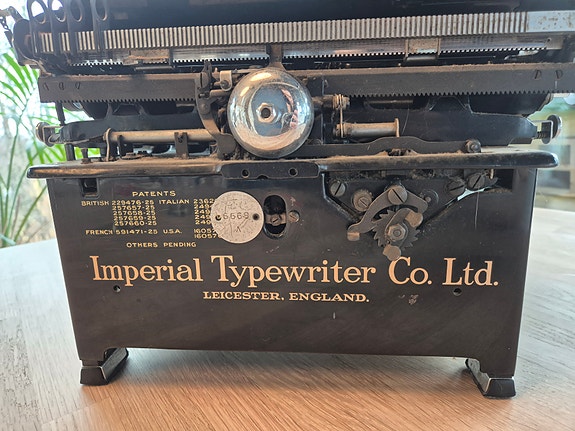 PATENTS
BRITISH 229476-25 ITALIAN
257657-25
257658-25
257659-25
257660-25
FRENCH 591471-25 U.S.A.
OTHERS PENDING
Imperial Typewriter Co. Ltd.
LEICESTER, ENGLAND.